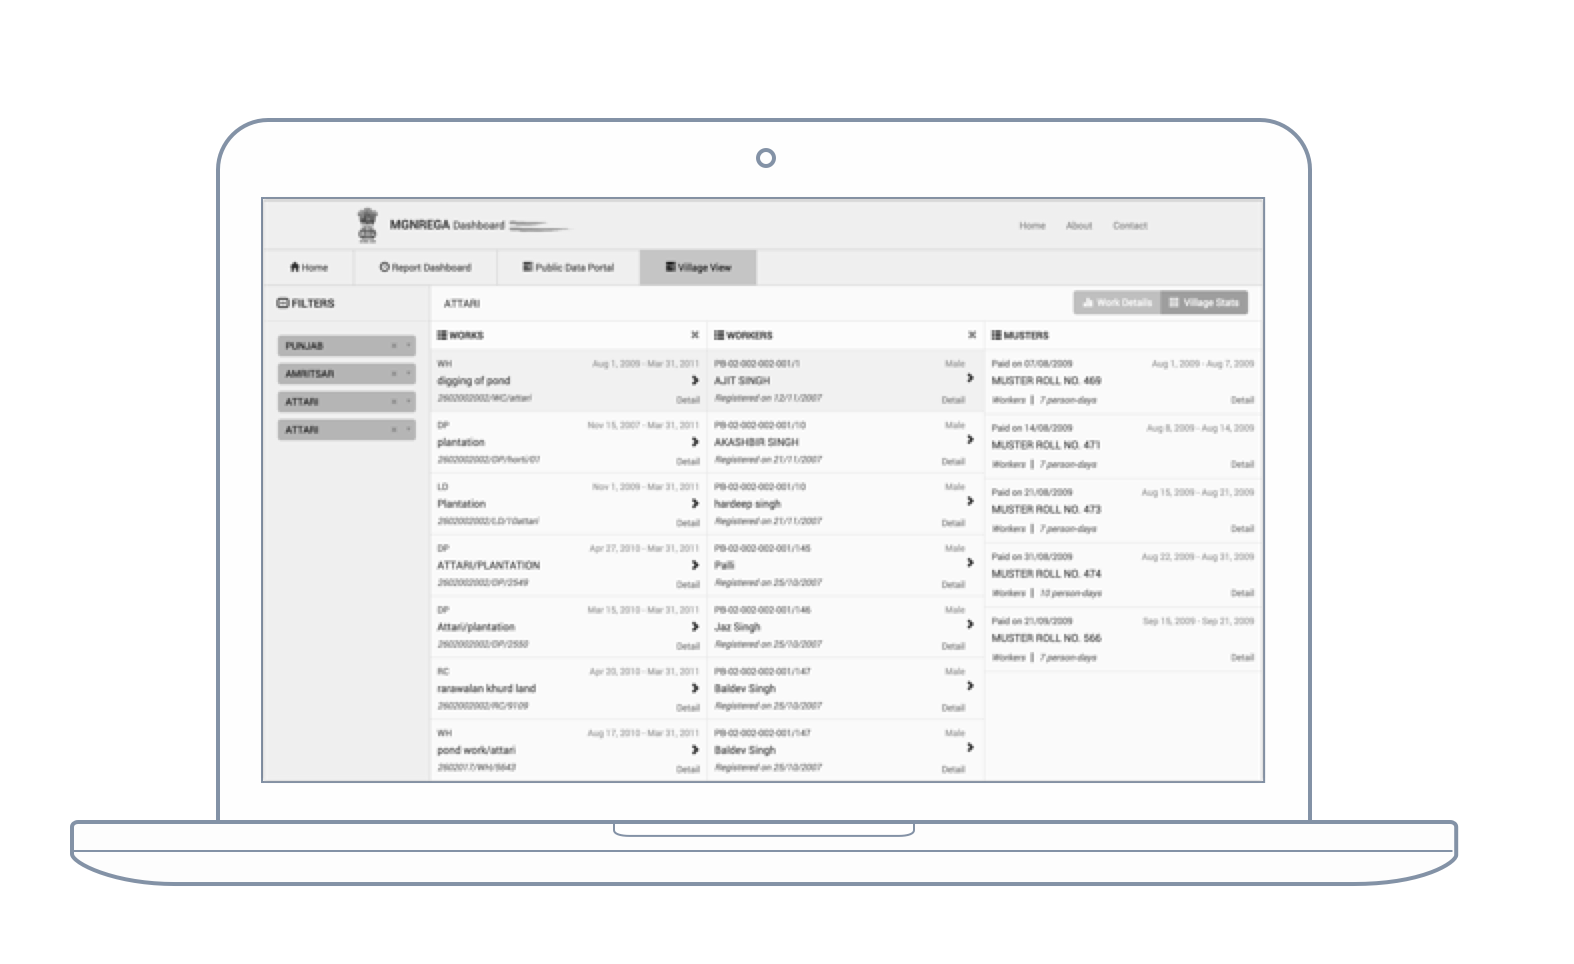 MGNREGA Dashboard
Home About Contact
Home
Report Dashboard
Public Data Portal
Village View
FILTERS
PUNJAB
AMRITSAR
ATTARI
ATTARI
ATTARI
Work Details
Village Stats
WORKS
WH Aug 1, 2009 - Mar 31, 2011
digging of pond
2602002002/WC/attari Detail
DP Nov 15, 2007 - Mar 31, 2011
plantation
2602002002/DP/horti/01 Detail
LD Nov 1, 2009 - Mar 31, 2011
Plantation
2602002002/LD/10attari Detail
DP Apr 27, 2010 - Mar 31, 2011
ATTARI/PLANTATION
2602002002/DP/2549 Detail
DP Mar 15, 2010 - Mar 31, 2011
Attari/plantation
2602002002/DP/2550 Detail
RC Apr 20, 2010 - Mar 31, 2011
rarawalan khurd land
2602002002/RC/9109 Detail
WH Aug 17, 2010 - Mar 31, 2011
pond work/attari
2602017/WH/5643 Detail
WORKERS
PB-02-002-002-001/1 Male
AJIT SINGH
Registered on 12/11/2007 Detail
PB-02-002-002-001/10 Male
AKASHBIR SINGH
Registered on 21/11/2007 Detail
PB-02-002-002-001/10 Male
hardeep singh
Registered on 21/11/2007 Detail
PB-02-002-002-001/145 Male
Palli
Registered on 25/10/2007 Detail
PB-02-002-002-001/146 Male
Jaz Singh
Registered on 25/10/2007 Detail
PB-02-002-002-001/147 Male
Baldev Singh
Registered on 25/10/2007 Detail
PB-02-002-002-001/147 Male
Baldev Singh
Registered on 25/10/2007 Detail
MUSTERS
Paid on 07/08/2009 Aug 1, 2009 - Aug 7, 2009
MUSTER ROLL NO. 469
Workers | 7 person-days Detail
Paid on 14/08/2009 Aug 8, 2009 - Aug 14, 2009
MUSTER ROLL NO. 471
Workers | 7 person-days Detail
Paid on 21/08/2009 Aug 15, 2009 - Aug 21, 2009
MUSTER ROLL NO. 473
Workers | 7 person-days Detail
Paid on 31/08/2009 Aug 22, 2009 - Aug 31, 2009
MUSTER ROLL NO. 474
Workers | 10 person-days Detail
Paid on 21/09/2009 Sep 15, 2009 - Sep 21, 2009
MUSTER ROLL NO. 566
Workers | 7 person-days Detail